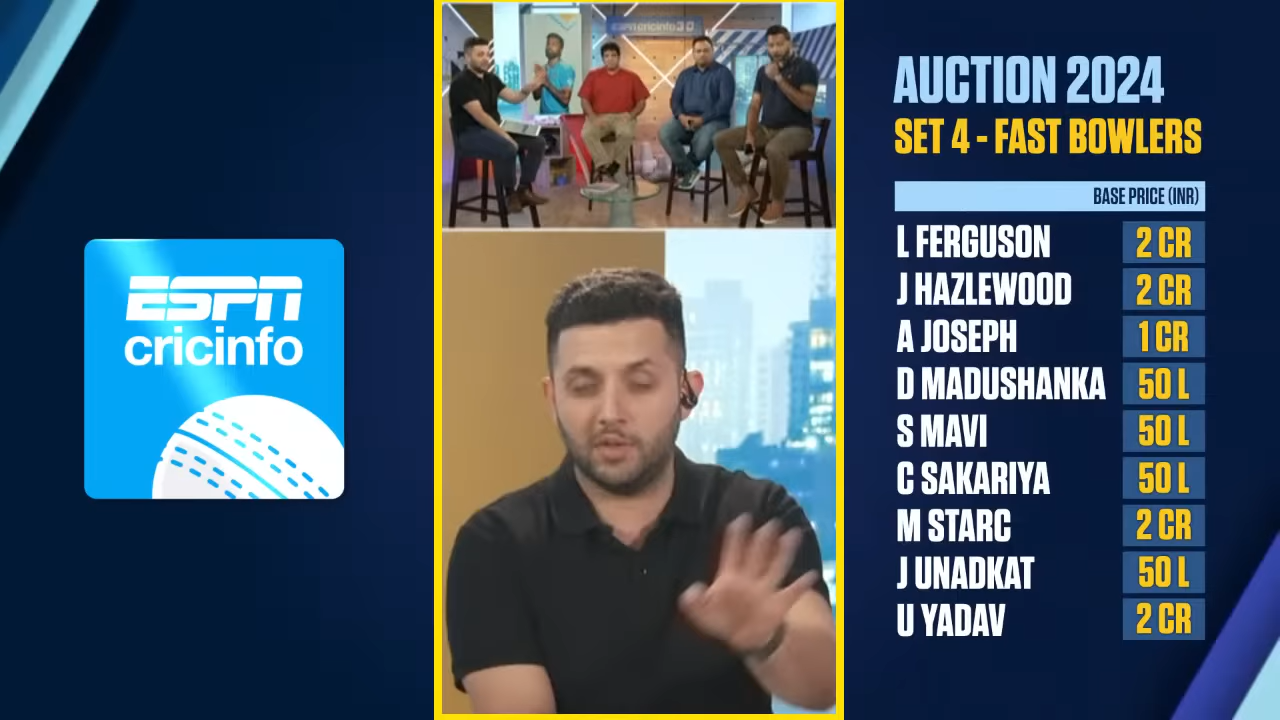 ESPN
cricinfo
ESPNcricinfo
AUCTION 2024
SET 4 - FAST BOWLERS
BASE PRICE (INR)
L FERGUSON 2 CR
J HAZLEWOOD 2 CR
A JOSEPH 1 CR
D MADUSHANKA 50 L
S MAVI 50 L
C SAKARIYA 50 L
M STARC 2 CR
J UNADKAT 50 L
U YADAV 2 CR